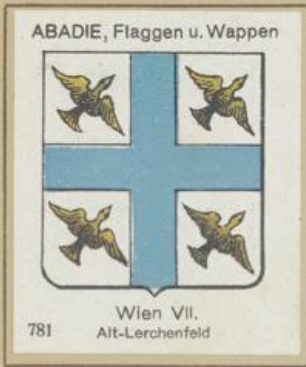 ABADIE, Flaggen u. Wappen
Wien VII.
781 Alt-Lerchenfeld